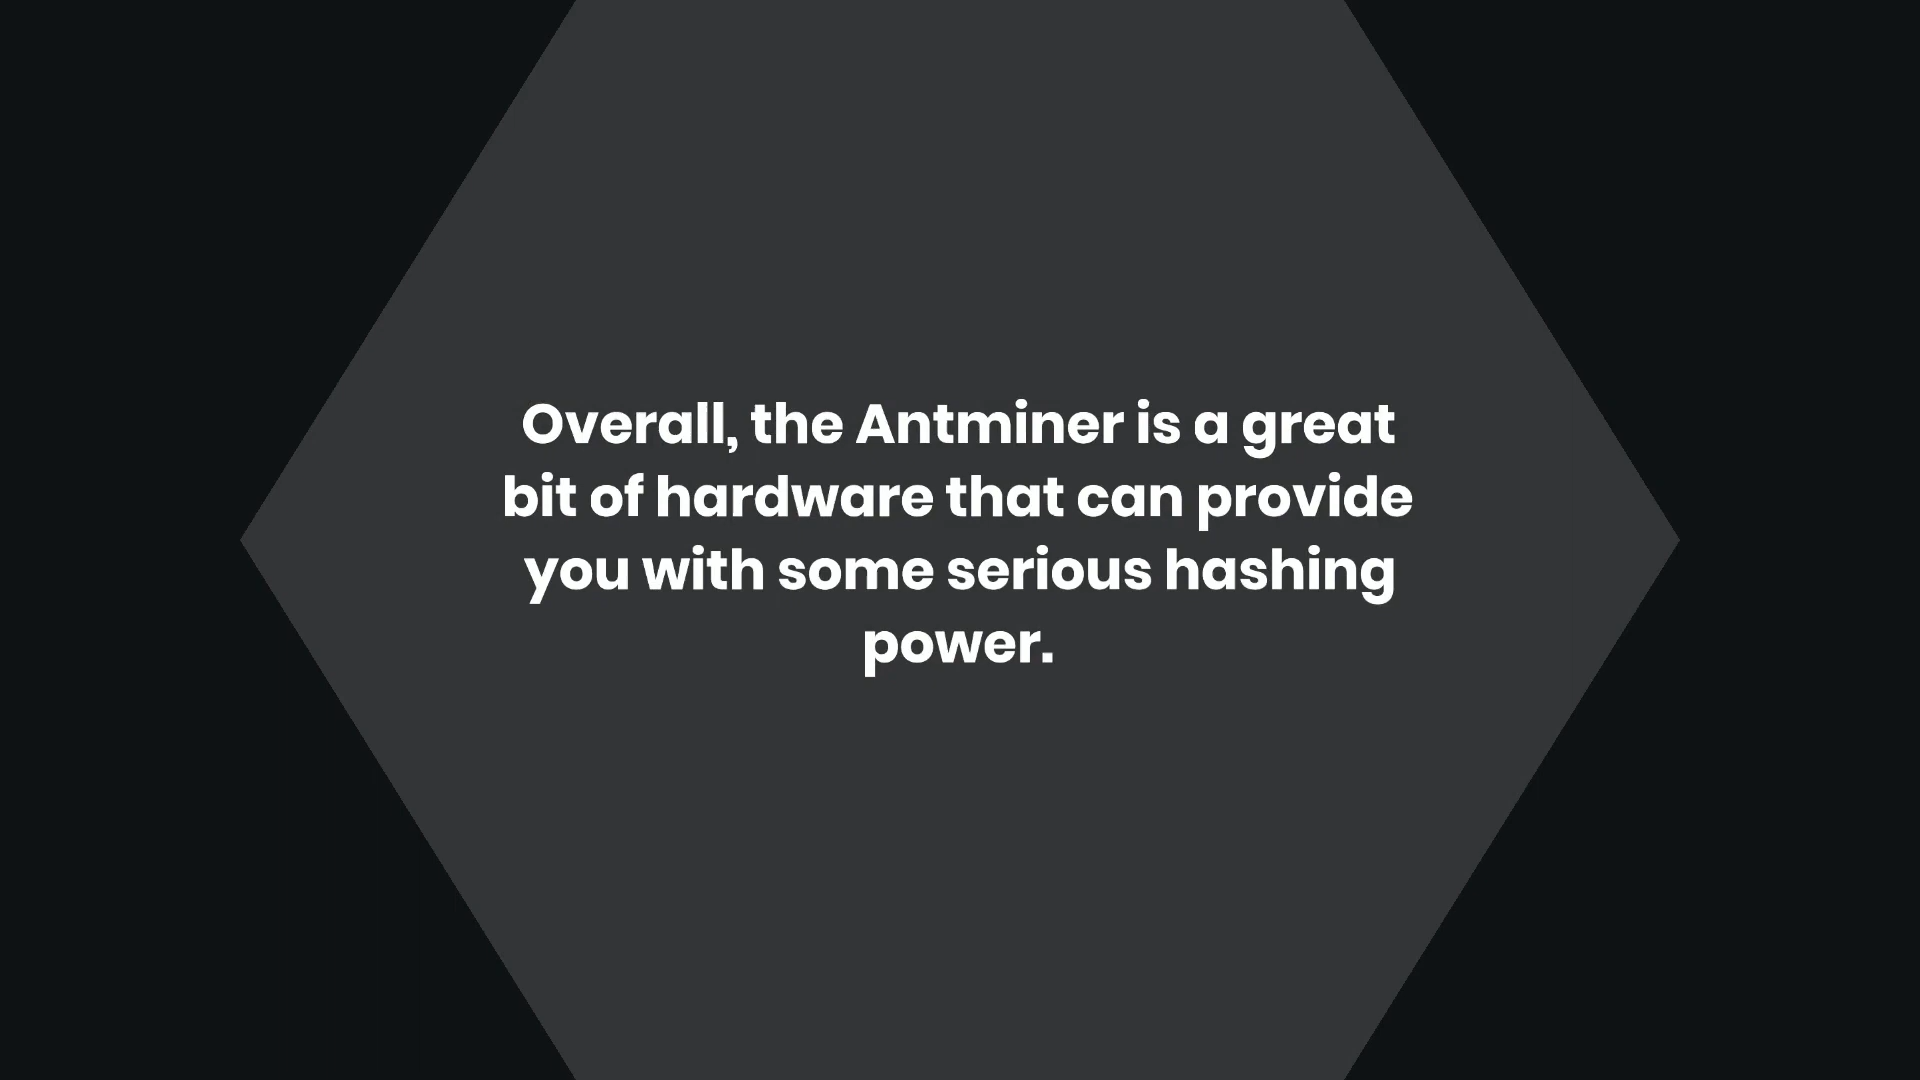 Overall, the Antminer is a great
bit of hardware that can provide
you with some serious hashing
power.